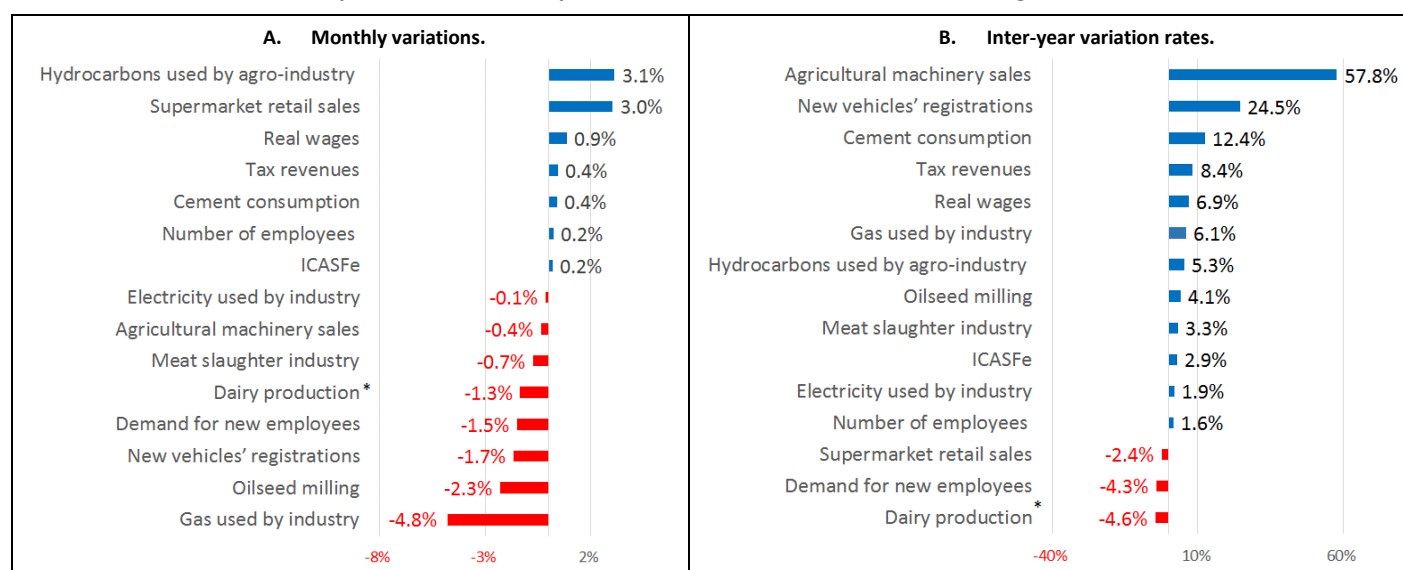 A. Monthly variations.
Hydrocarbons used by agro-industry 3.1%
Supermarket retail sales 3.0%
Real wages 0.9%
Tax revenues 0.4%
Cement consumption 0.4%
Number of employees 0.2%
ICASFe 0.2%
Electricity used by industry -0.1%
Agricultural machinery sales -0.4%
Meat slaughter industry -0.7%
Dairy production* -1.3%
Demand for new employees -1.5%
New vehicles’ registrations -1.7%
Oilseed milling -2.3%
Gas used by industry -4.8%
-8% -3% 2%
B. Inter-year variation rates.
Agricultural machinery sales 57.8%
New vehicles’ registrations 24.5%
Cement consumption 12.4%
Tax revenues 8.4%
Real wages 6.9%
Gas used by industry 6.1%
Hydrocarbons used by agro-industry 5.3%
Oilseed milling 4.1%
Meat slaughter industry 3.3%
ICASFe 2.9%
Electricity used by industry 1.9%
Number of employees 1.6%
Supermarket retail sales -2.4%
Demand for new employees -4.3%
Dairy production* -4.6%
-40% 10% 60%